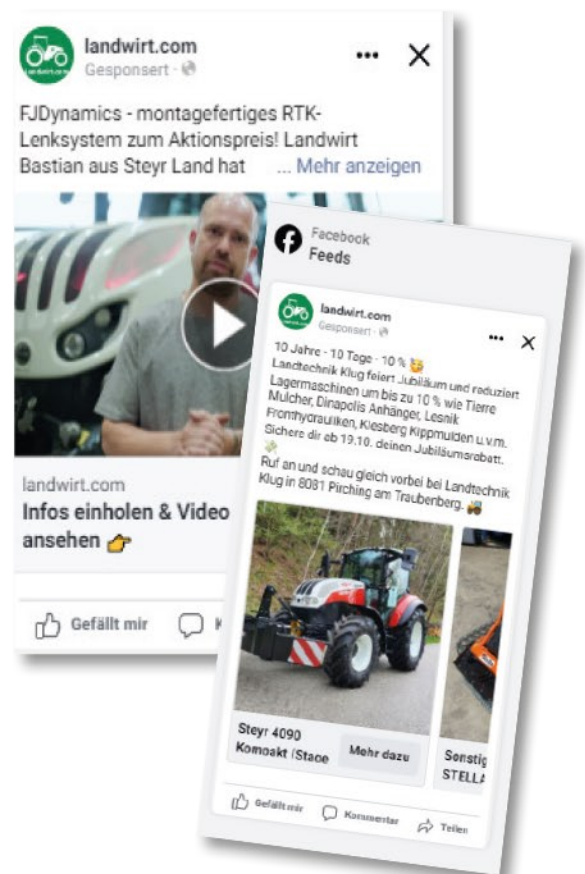 landwirt.com
Gesponsert ·
FJDynamics - montagefertiges RTK-
Lenksystem zum Aktionspreis! Landwirt
Bastian aus Steyr Land hat ... Mehr anzeigen
landwirt.com
Infos einholen & Video
ansehen 👉
Gefällt mir
K
Facebook
Feeds
landwirt.com
Gesponsert ·
10 Jahre - 10 Tage - 10 % 🥳
Landtechnik Klug feiert Jubiläum und reduziert
Lagermaschinen um bis zu 10 % wie Tierre
Mulcher, Dinapolis Anhänger, Lesnik
Fronthydrauliken, Kiesberg Kippmulden u.v.m.
Sichere dir ab 19.10. deinen Jubiläumsrabatt.
Ruf an und schau gleich vorbei bei Landtechnik
Klug in 8081 Pirching am Traubenberg. 🚜
Steyr 4090
Kompakt (Stage
Mehr dazu
Sonstig
STELLA
Gefällt mir
Kommentar
Teilen